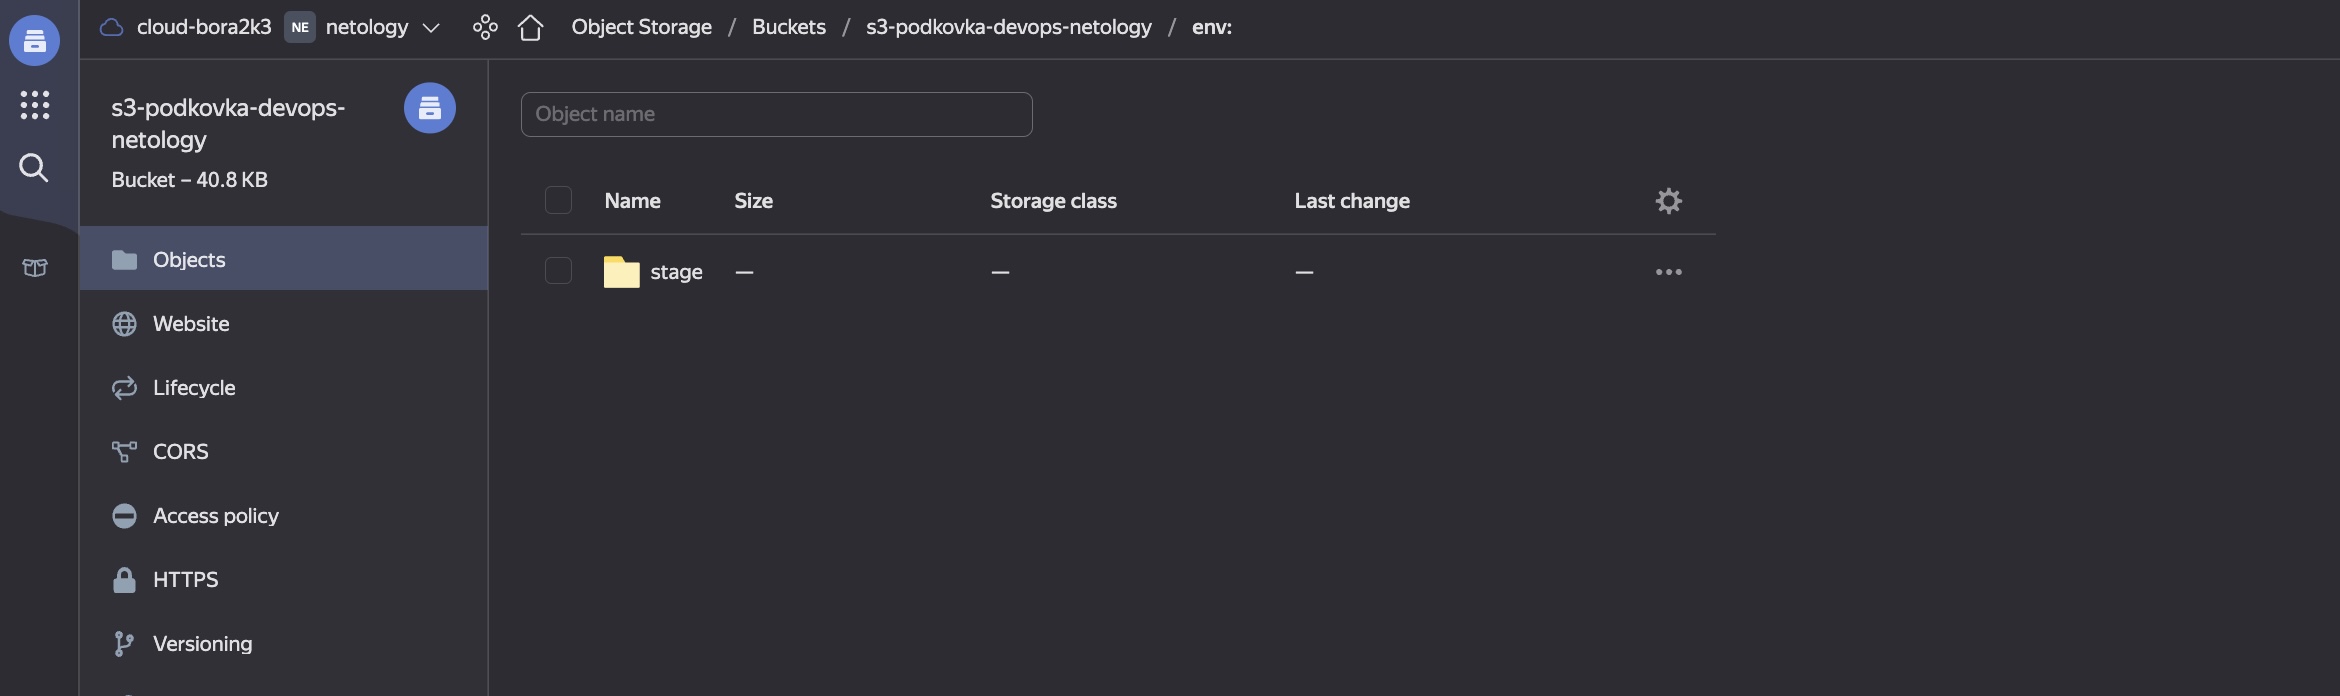 cloud-bora2k3 NE netology Object Storage / Buckets / s3-podkovka-devops-netology / env:
s3-podkovka-devops-
netology
Bucket – 40.8 KB
Objects
Website
Lifecycle
CORS
Access policy
HTTPS
Versioning
Object name
Name Size Storage class Last change
stage — — —